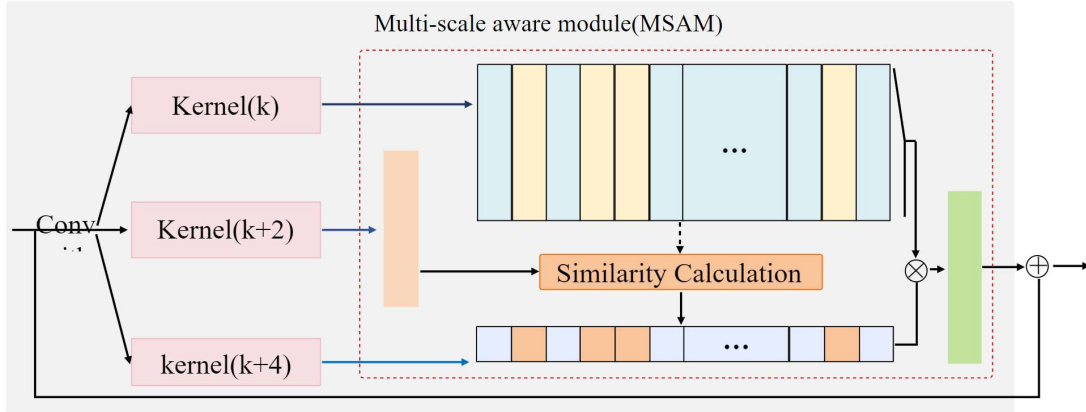 Multi-scale aware module(MSAM)
Kernel(k)
...
Conv
Kernel(k+2)
Similarity Calculation
kernel(k+4)
...